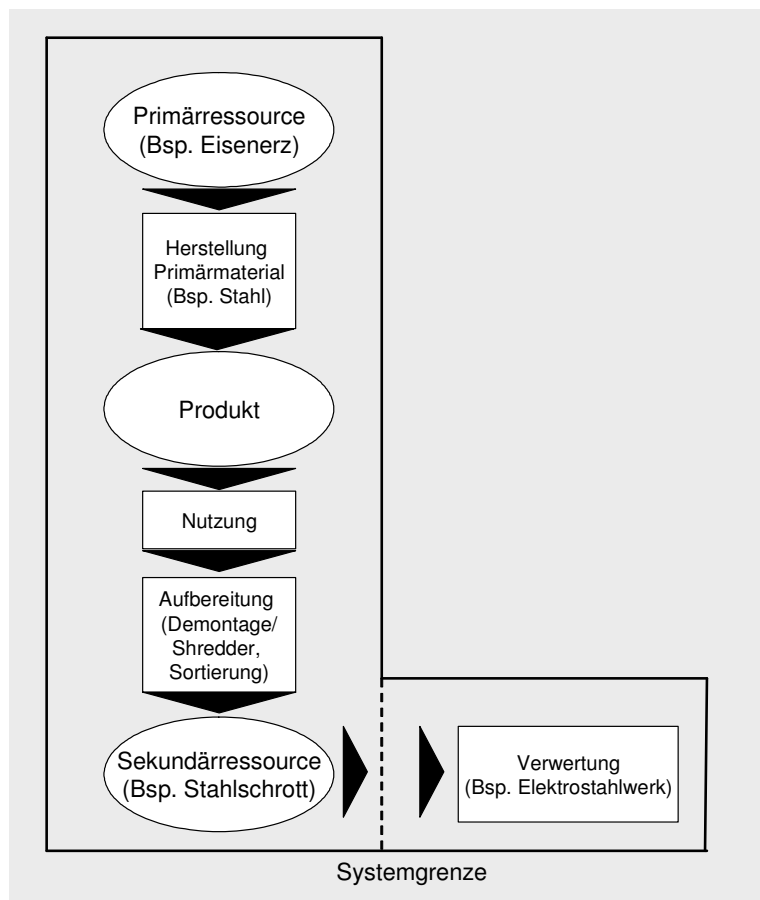 Primärressource
(Bsp. Eisenerz)
Herstellung
Primärmaterial
(Bsp. Stahl)
Produkt
Nutzung
Aufbereitung
(Demontage/
Shredder,
Sortierung)
Sekundärressource
(Bsp. Stahlschrott)
Verwertung
(Bsp. Elektrostahlwerk)
Systemgrenze